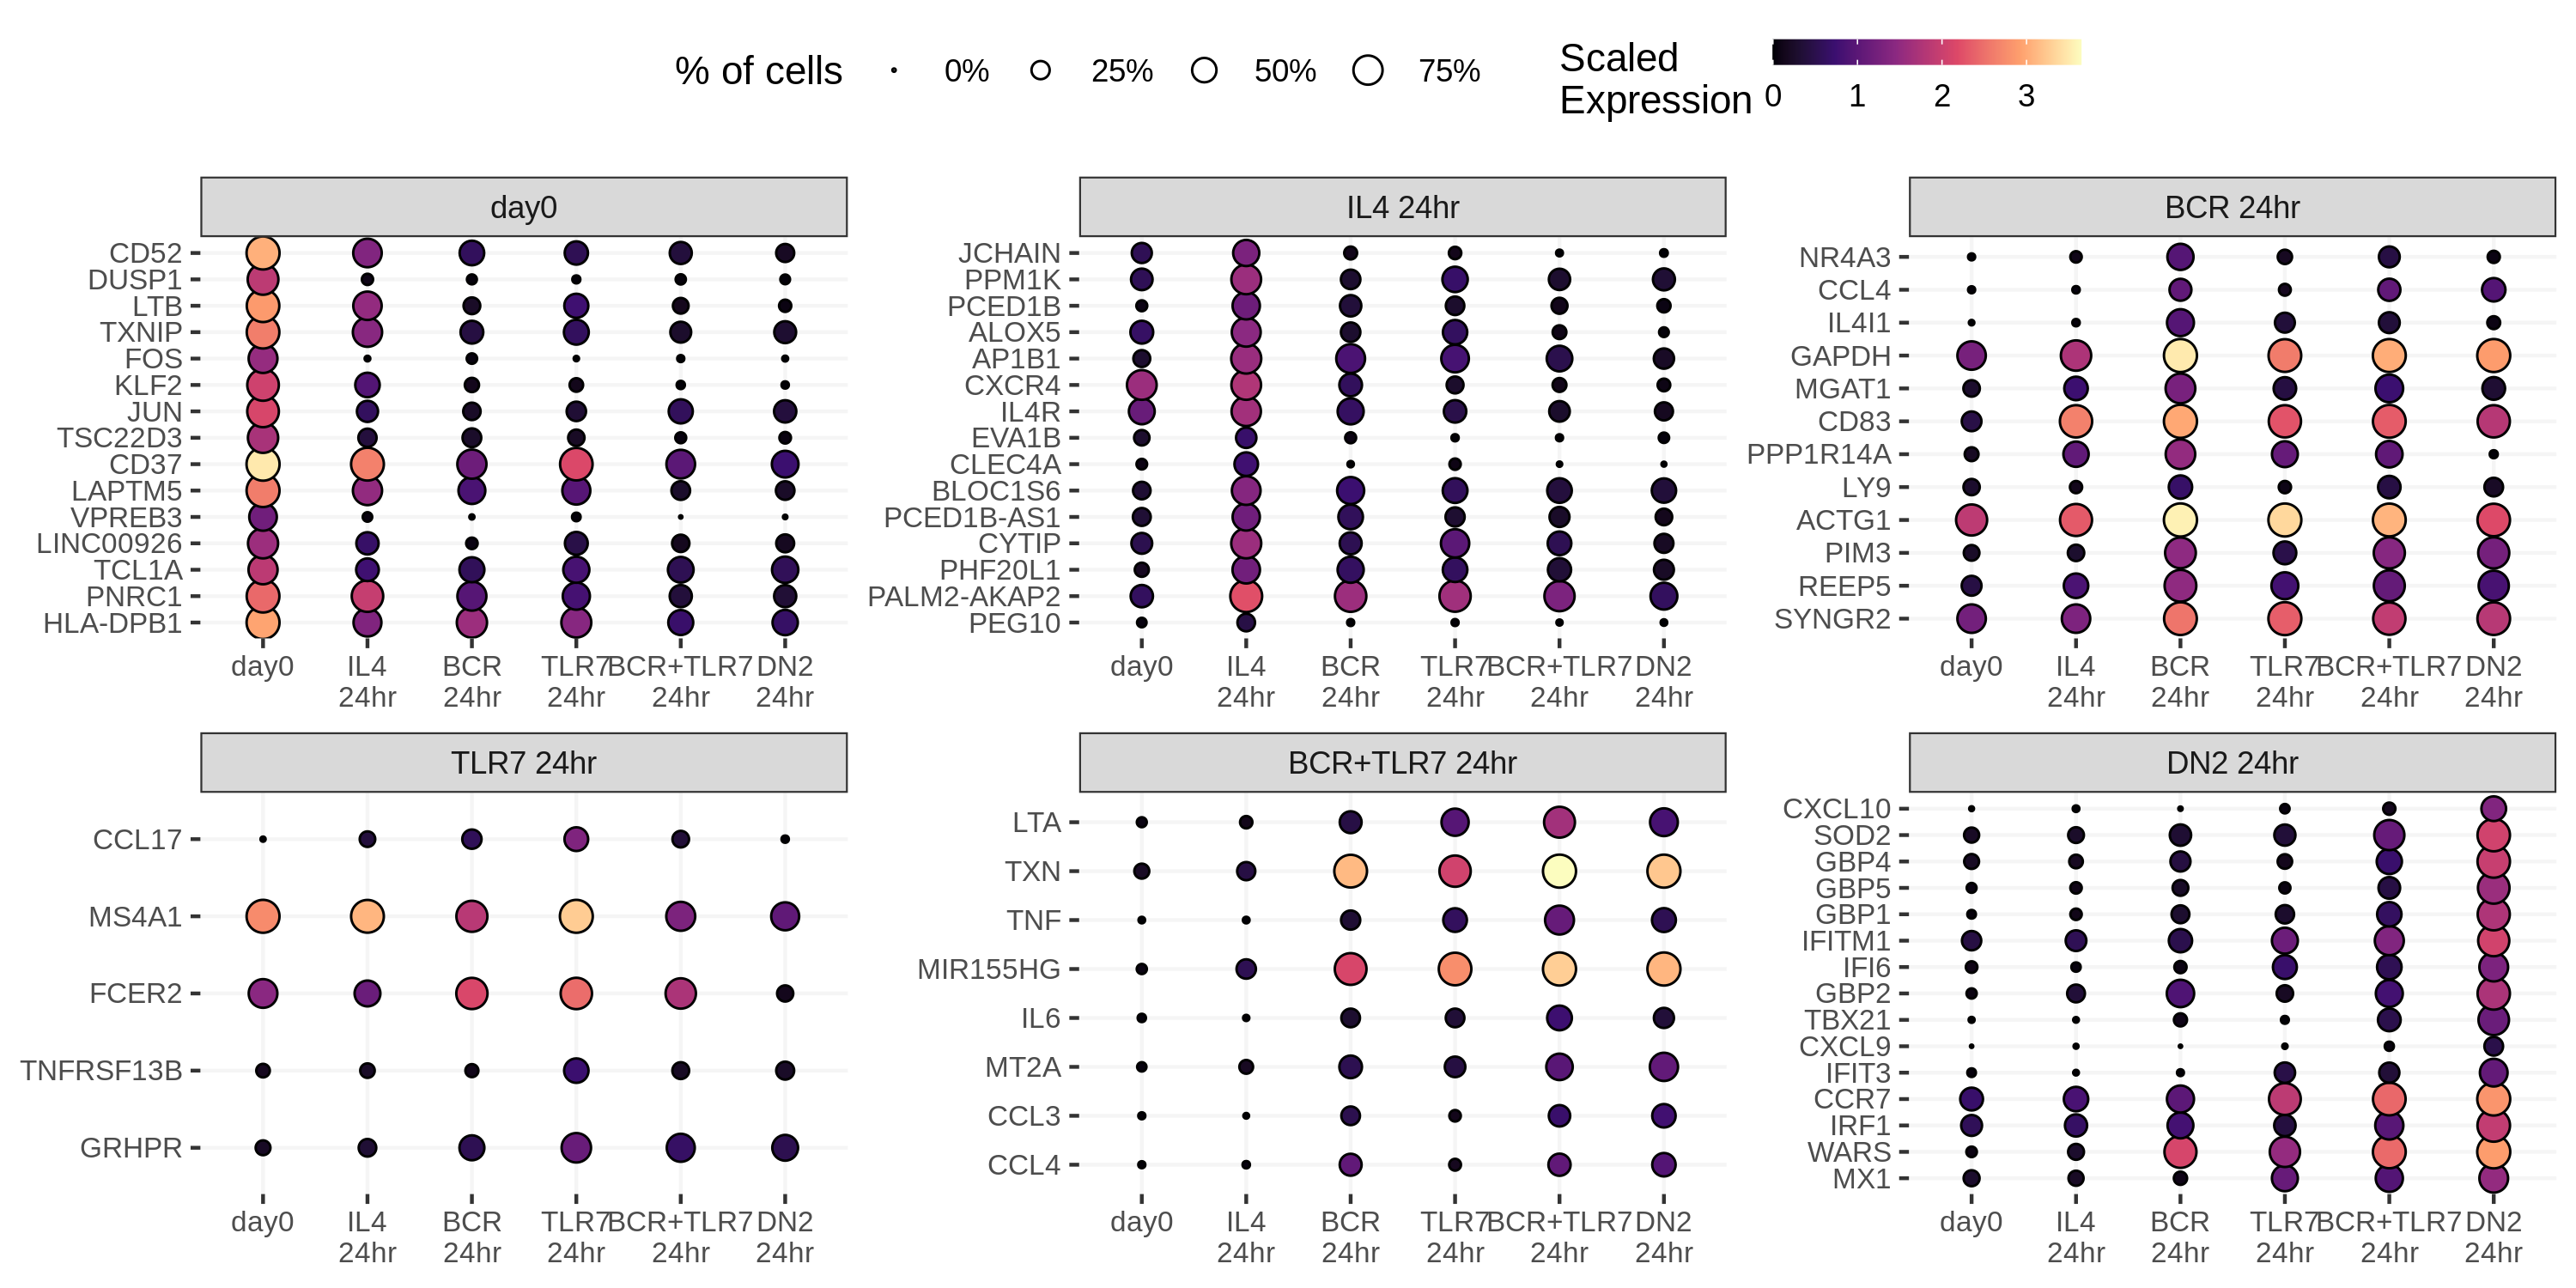 % of cells 0% 25% 50% 75%
Scaled
Expression 0 1 2 3
day0
CD52
DUSP1
LTB
TXNIP
FOS
KLF2
JUN
TSC22D3
CD37
LAPTM5
VPREB3
LINC00926
TCL1A
PNRC1
HLA-DPB1
day0 IL4 BCR TLR7 BCR+TLR7 DN2
24hr 24hr 24hr 24hr 24hr
IL4 24hr
JCHAIN
PPM1K
PCED1B
ALOX5
AP1B1
CXCR4
IL4R
EVA1B
CLEC4A
BLOC1S6
PCED1B-AS1
CYTIP
PHF20L1
PALM2-AKAP2
PEG10
day0 IL4 BCR TLR7 BCR+TLR7 DN2
24hr 24hr 24hr 24hr 24hr
BCR 24hr
NR4A3
CCL4
IL4I1
GAPDH
MGAT1
CD83
PPP1R14A
LY9
ACTG1
PIM3
REEP5
SYNGR2
day0 IL4 BCR TLR7 BCR+TLR7 DN2
24hr 24hr 24hr 24hr 24hr
TLR7 24hr
CCL17
MS4A1
FCER2
TNFRSF13B
GRHPR
day0 IL4 BCR TLR7 BCR+TLR7 DN2
24hr 24hr 24hr 24hr 24hr
BCR+TLR7 24hr
LTA
TXN
TNF
MIR155HG
IL6
MT2A
CCL3
CCL4
day0 IL4 BCR TLR7 BCR+TLR7 DN2
24hr 24hr 24hr 24hr 24hr
DN2 24hr
CXCL10
SOD2
GBP4
GBP5
GBP1
IFITM1
IFI6
GBP2
TBX21
CXCL9
IFIT3
CCR7
IRF1
WARS
MX1
day0 IL4 BCR TLR7 BCR+TLR7 DN2
24hr 24hr 24hr 24hr 24hr